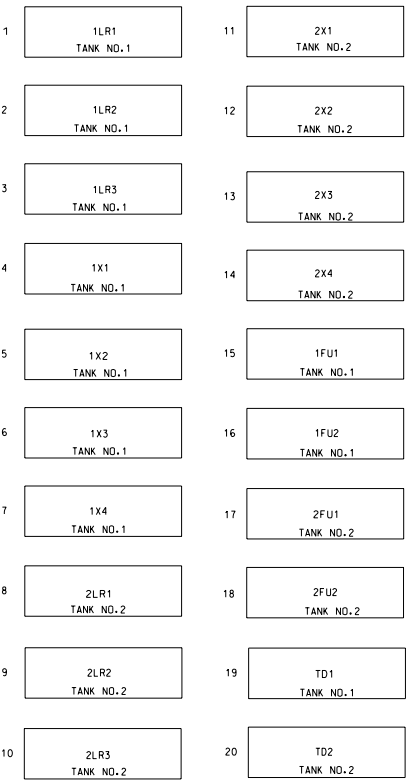 1
1LR1
TANK NO.1
2
1LR2
TANK NO.1
3
1LR3
TANK NO.1
4
1X1
TANK NO.1
5
1X2
TANK NO.1
6
1X3
TANK NO.1
7
1X4
TANK NO.1
8
2LR1
TANK NO.2
9
2LR2
TANK NO.2
10
2LR3
TANK NO.2
11
2X1
TANK NO.2
12
2X2
TANK NO.2
13
2X3
TANK NO.2
14
2X4
TANK NO.2
15
1FU1
TANK NO.1
16
1FU2
TANK NO.1
17
2FU1
TANK NO.2
18
2FU2
TANK NO.2
19
TD1
TANK NO.1
20
TD2
TANK NO.2